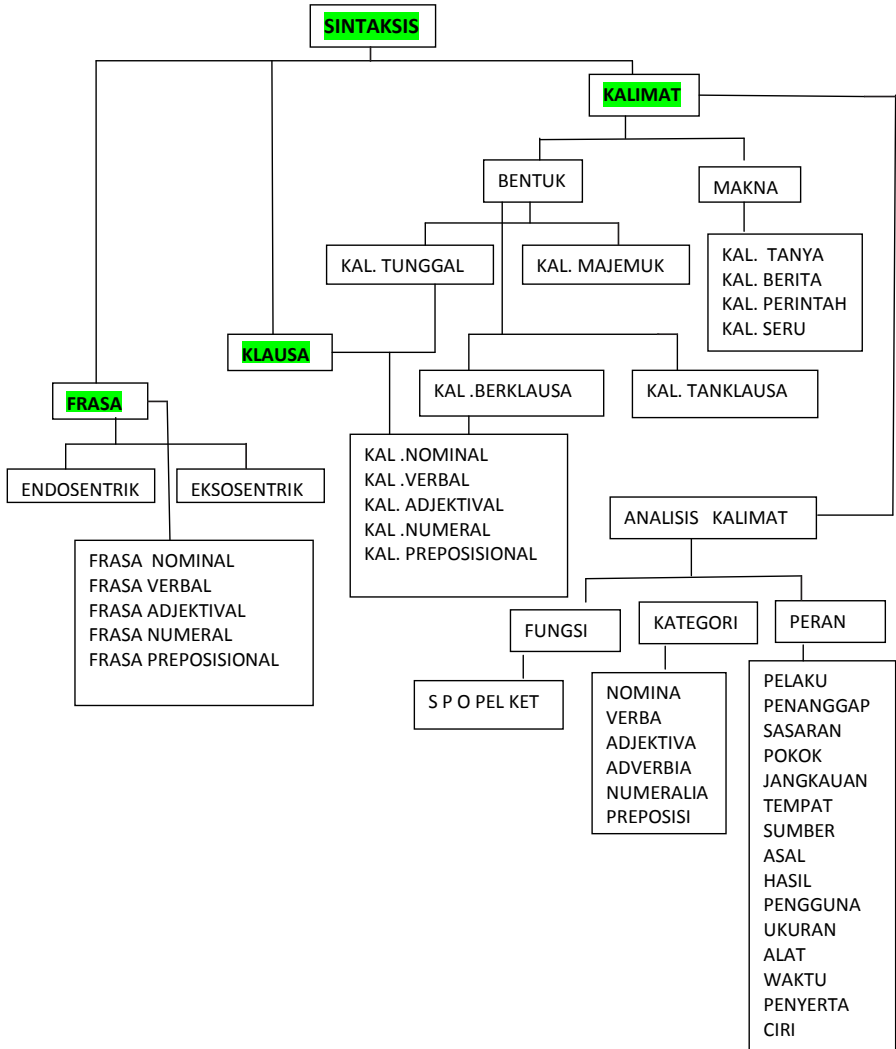 SINTAKSIS
KALIMAT
BENTUK
MAKNA
KAL. TUNGGAL
KAL. MAJEMUK
KAL. TANYA
KAL. BERITA
KAL. PERINTAH
KAL. SERU
KLAUSA
FRASA
KAL .BERKLAUSA
KAL. TANKLAUSA
ENDOSENTRIK
EKSOSENTRIK
KAL .NOMINAL
KAL .VERBAL
KAL. ADJEKTIVAL
KAL .NUMERAL
KAL. PREPOSISIONAL
FRASA NOMINAL
FRASA VERBAL
FRASA ADJEKTIVAL
FRASA NUMERAL
FRASA PREPOSISIONAL
ANALISIS KALIMAT
FUNGSI
KATEGORI
PERAN
S P O PEL KET
NOMINA
VERBA
ADJEKTIVA
ADVERBIA
NUMERALIA
PREPOSISI
PELAKU
PENANGGAP
SASARAN
POKOK
JANGKAUAN
TEMPAT
SUMBER
ASAL
HASIL
PENGGUNA
UKURAN
ALAT
WAKTU
PENYERTA
CIRI